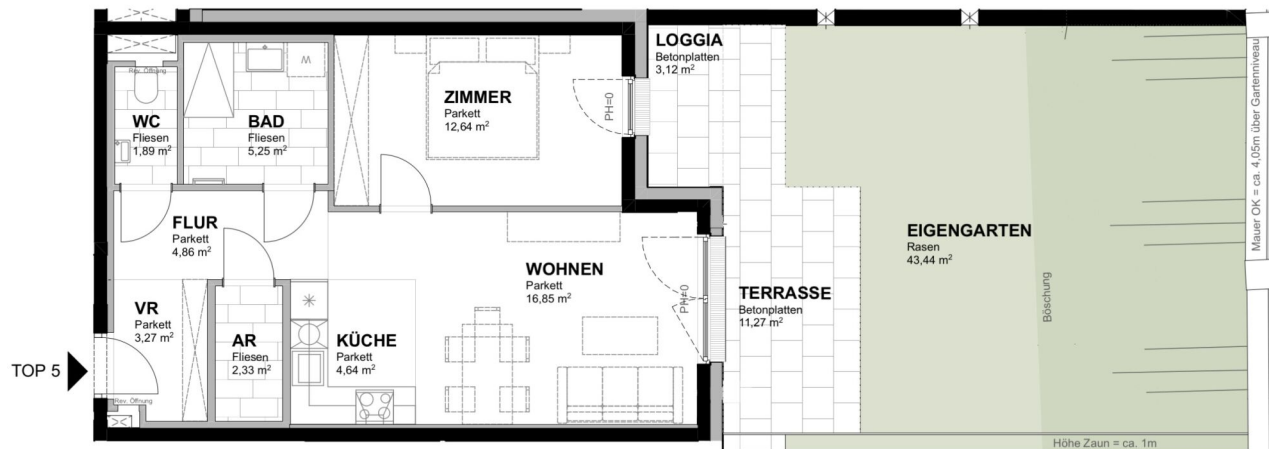 LOGGIA
Betonplatten
3,12 m²
Rev. Öffnung
WC
Fliesen
1,89 m²
BAD
Fliesen
5,25 m²
W
ZIMMER
Parkett
12,64 m²
PH=0
FLUR
Parkett
4,86 m²
EIGENGARTEN
Rasen
43,44 m²
Mauer OK = ca. 4,05m über Gartenniveau
WOHNEN
Parkett
16,85 m²
PH=0
TERRASSE
Betonplatten
11,27 m²
Böschung
VR
Parkett
3,27 m²
AR
Fliesen
2,33 m²
KÜCHE
Parkett
4,64 m²
TOP 5
Rev. Öffnung
Höhe Zaun = ca. 1m